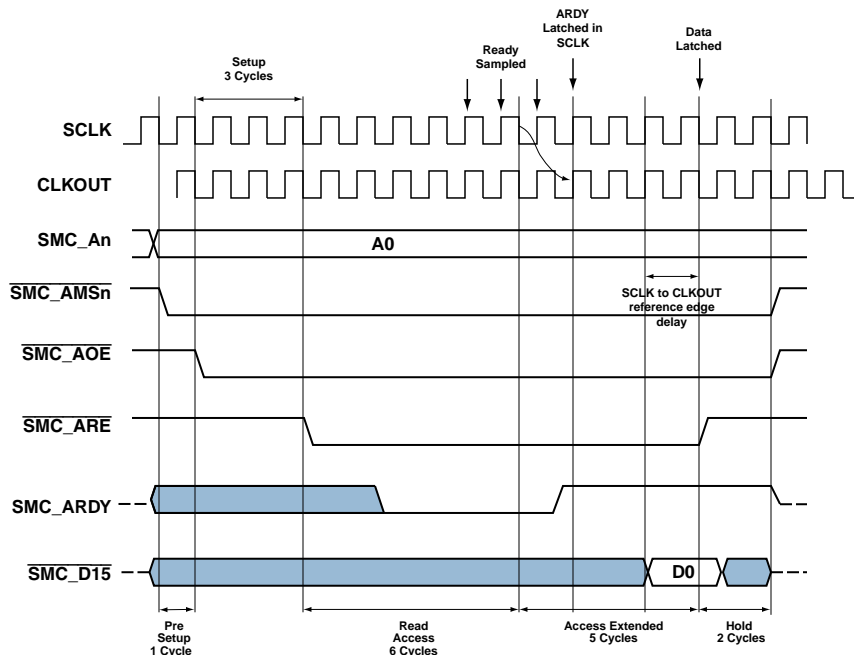 ARDY
Latched in
SCLK
Data
Latched
Ready
Sampled
Setup
3 Cycles
SCLK
CLKOUT
SMC_An
A0
SMC_AMSn
SCLK to CLKOUT
reference edge
delay
SMC_AOE
SMC_ARE
SMC_ARDY
SMC_D15
D0
Pre
Setup
1 Cycle
Read
Access
6 Cycles
Access Extended
5 Cycles
Hold
2 Cycles